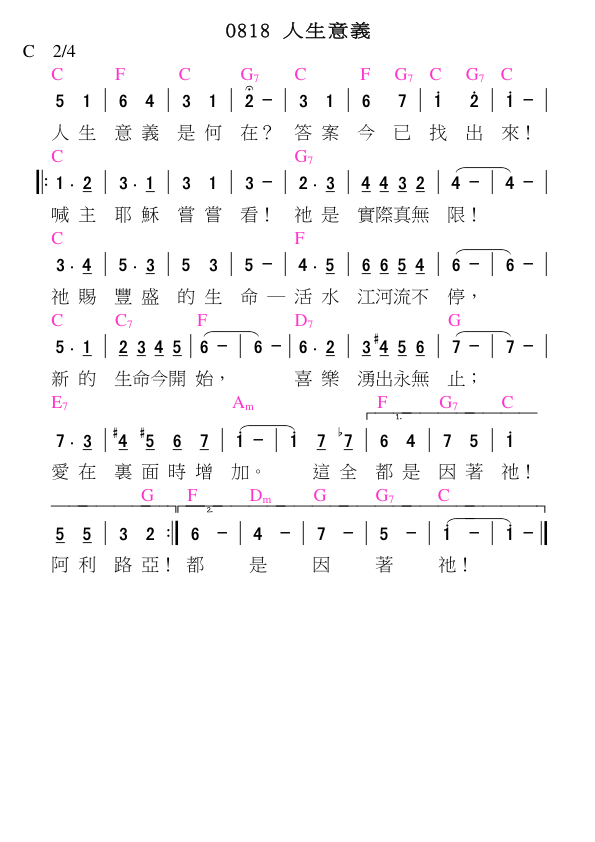 0818 人生意義
C 2/4
C F C G7 C F G7 C G7 C
5 1 | 6 4 | 3 1 | 2 – | 3 1 | 6 7 | 1 2 | 1 – |
人生 意義 是何 在？ 答案 今已 找出 來！
C G7
‖: 1 . 2 | 3 . 1 | 3 1 | 3 – | 2 . 3 | 4 4 3 2 | 4 – | 4 – |
喊主 耶穌 嘗嘗 看！ 祂是 實際真無 限！
C F
3 . 4 | 5 . 3 | 5 3 | 5 – | 4 . 5 | 6 6 5 4 | 6 – | 6 – |
祂賜 豐盛 的生 命 — 活水 江河流不 停，
C C7 F D7 G
5 . 1 | 2 3 4 5 | 6 – | 6 – | 6 . 2 | 3 #4 5 6 | 7 – | 7 – |
新的 生命今開 始， 喜樂 湧出永無 止；
E7 Am F G7 C
1.
7 . 3 | #4 #5 6 7 | 1 – | 1 7 b7 | 6 4 | 7 5 | 1
愛在 裏面時增 加。 這全 都是 因著 祂！
G F Dm G G7 C
2.
5 5 | 3 2 :‖ 6 – | 4 – | 7 – | 5 – | 1 – | 1 – ‖
阿利 路亞！ 都 是 因 著 祂！